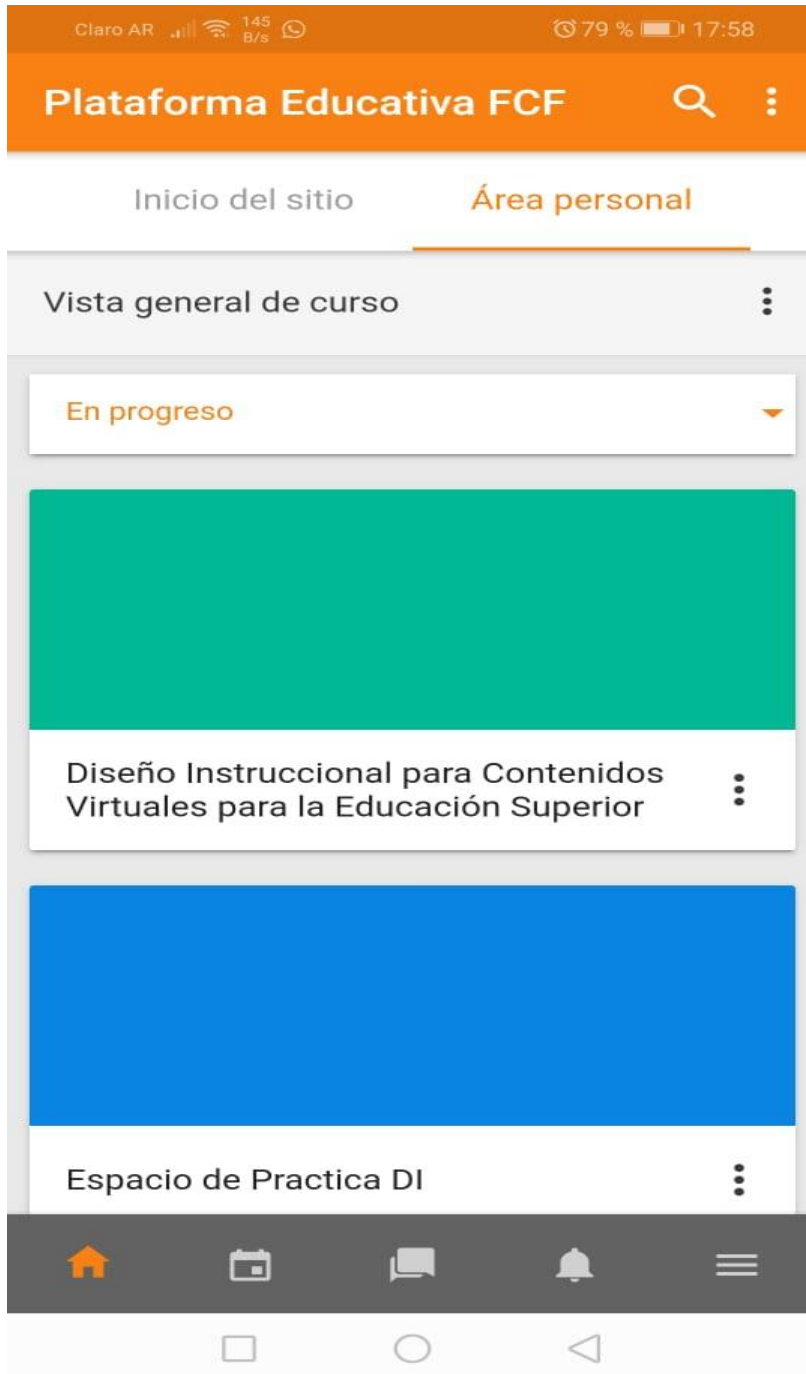 Claro AR 145 B/s 79 % 17:58
Plataforma Educativa FCF
Inicio del sitio Área personal
Vista general de curso
En progreso
Diseño Instruccional para Contenidos
Virtuales para la Educación Superior
Espacio de Practica DI